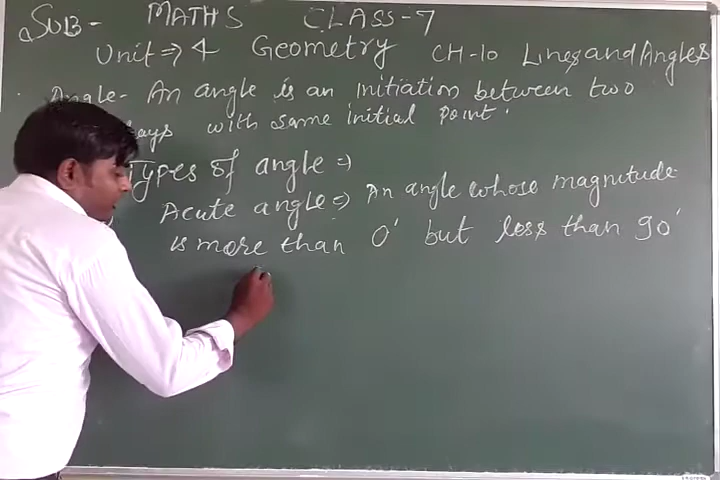 SUB- MATHS CLASS-7
Unit ⇒ 4 Geometry CH-10 Lines and Angles
Angle- An angle is an initiation between two
with same initial point.
Types of angle ⇒
Acute angle ⇒ An angle whose magnitude
is more than 0' but less than 90'